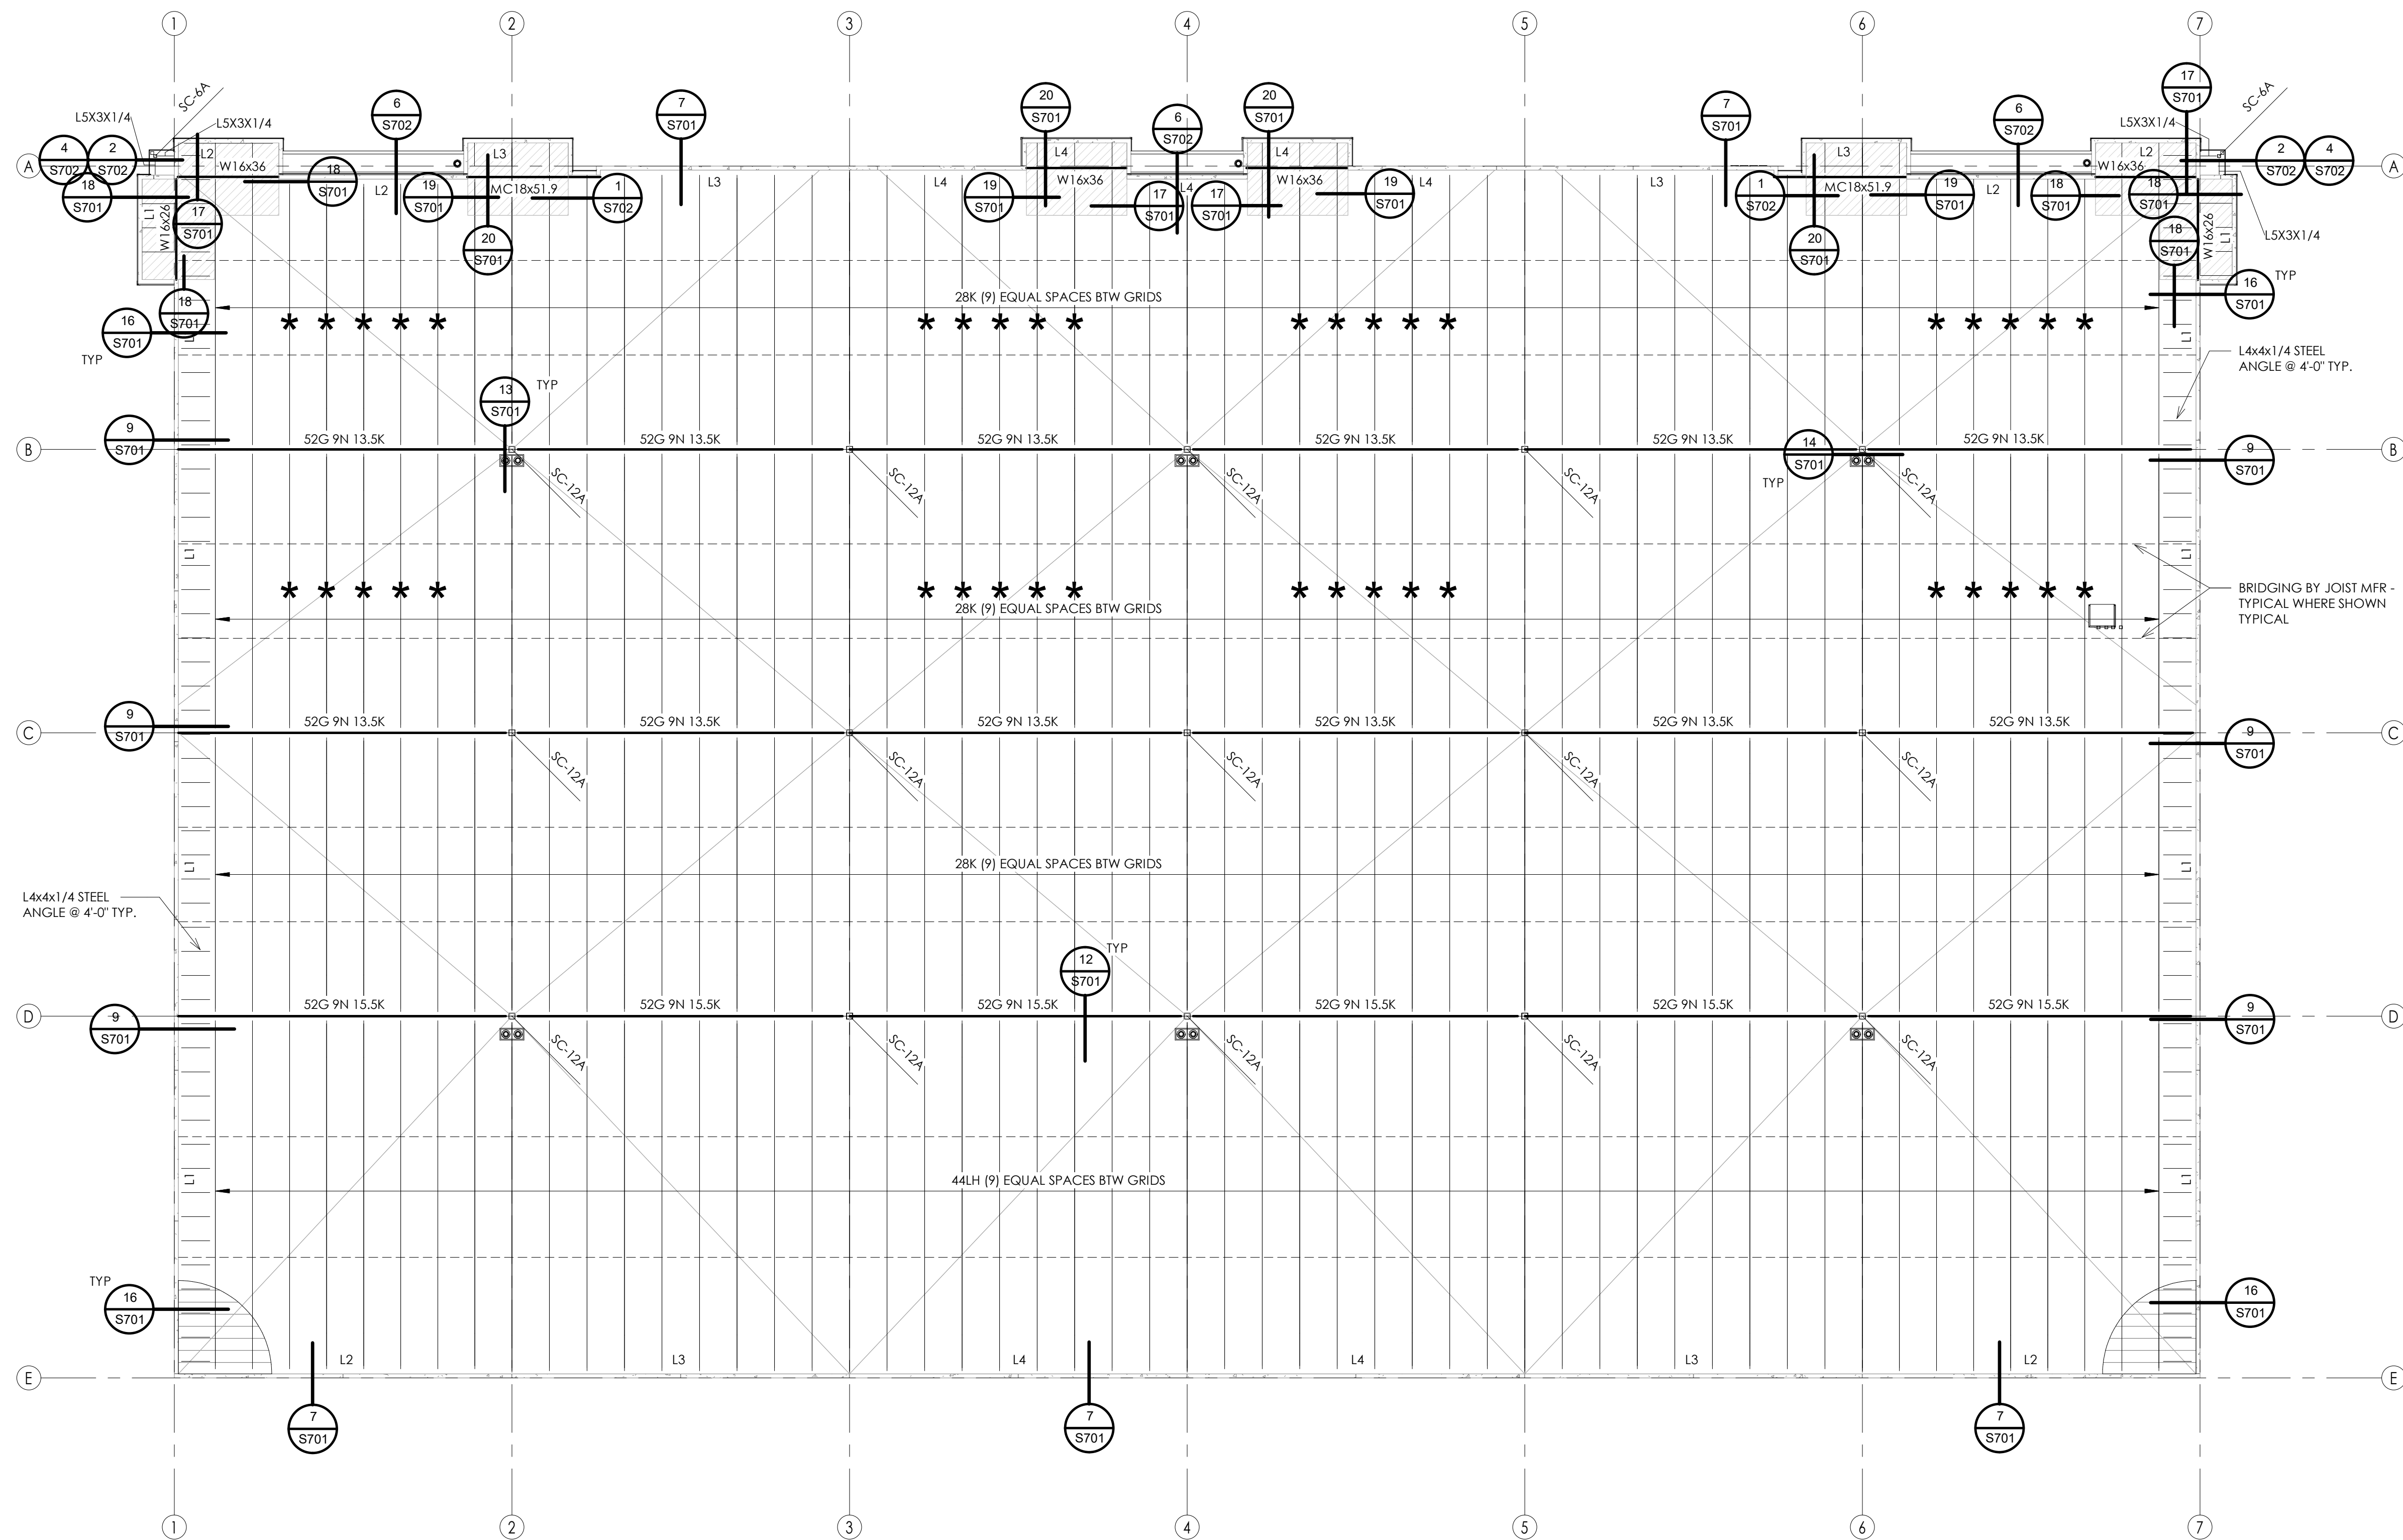 1 2 3 4 5 6 7
SC-6A
L5X3X1/4
L5X3X1/4
6
S702
7
S701
20
S701
6
S702
20
S701
7
S701
6
S702
17
S701
SC-6A
L5X3X1/4
A
4
S702
2
S702
L2
W16x36
18
S701
L2
L3
MC18x51.9
L3
L4
W16x36
L4
L4
W16x36
L4
L4
L3
L3
MC18x51.9
L2
L2
W16x36
2
S702
4
S702
A
18
S701
L1
W16x26
17
S701
19
S701
20
S701
1
S702
19
S701
17
S701
17
S701
19
S701
1
S702
20
S701
19
S701
18
S701
18
S701
18
S701
W16x26
L1
L5X3X1/4
18
S701
16
S701
TYP
16
S701
TYP
L1
L1
28K (9) EQUAL SPACES BTW GRIDS
* * * * * * * * * * * * * * * * * * * *
L4x4x1/4 STEEL
ANGLE @ 4'-0" TYP.
13
S701
TYP
B
9
S701
52G 9N 13.5K
52G 9N 13.5K
52G 9N 13.5K
52G 9N 13.5K
52G 9N 13.5K
52G 9N 13.5K
14
S701
TYP
9
S701
B
SC-12A
SC-12A
SC-12A
SC-12A
SC-12A
L1
L1
* * * * * * * * * * * * * * * * * * * *
28K (9) EQUAL SPACES BTW GRIDS
BRIDGING BY JOIST MFR -
TYPICAL WHERE SHOWN
TYPICAL
C
9
S701
52G 9N 13.5K
52G 9N 13.5K
52G 9N 13.5K
52G 9N 13.5K
52G 9N 13.5K
52G 9N 13.5K
9
S701
C
SC-12A
SC-12A
SC-12A
SC-12A
SC-12A
L1
28K (9) EQUAL SPACES BTW GRIDS
L1
L4x4x1/4 STEEL
ANGLE @ 4'-0" TYP.
12
S701
TYP
D
9
S701
52G 9N 15.5K
52G 9N 15.5K
52G 9N 15.5K
52G 9N 15.5K
52G 9N 15.5K
52G 9N 15.5K
9
S701
D
SC-12A
SC-12A
SC-12A
SC-12A
SC-12A
L1
44LH (9) EQUAL SPACES BTW GRIDS
L1
TYP
16
S701
16
S701
L2
L3
L4
L4
L3
L2
E
E
7
S701
7
S701
7
S701
1 2 3 4 5 6 7